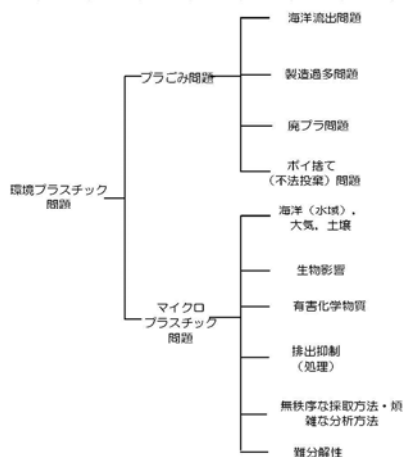 海洋流出問題
プラごみ問題
製造過多問題
廃プラ問題
ポイ捨て
(不法投棄)問題
環境プラスチック
問題
海洋(水域),
大気, 土壌
生物影響
マイクロ
プラスチック
問題
有害化学物質
排出抑制
(処理)
無秩序な採取方法・煩
雑な分析方法
難分解性